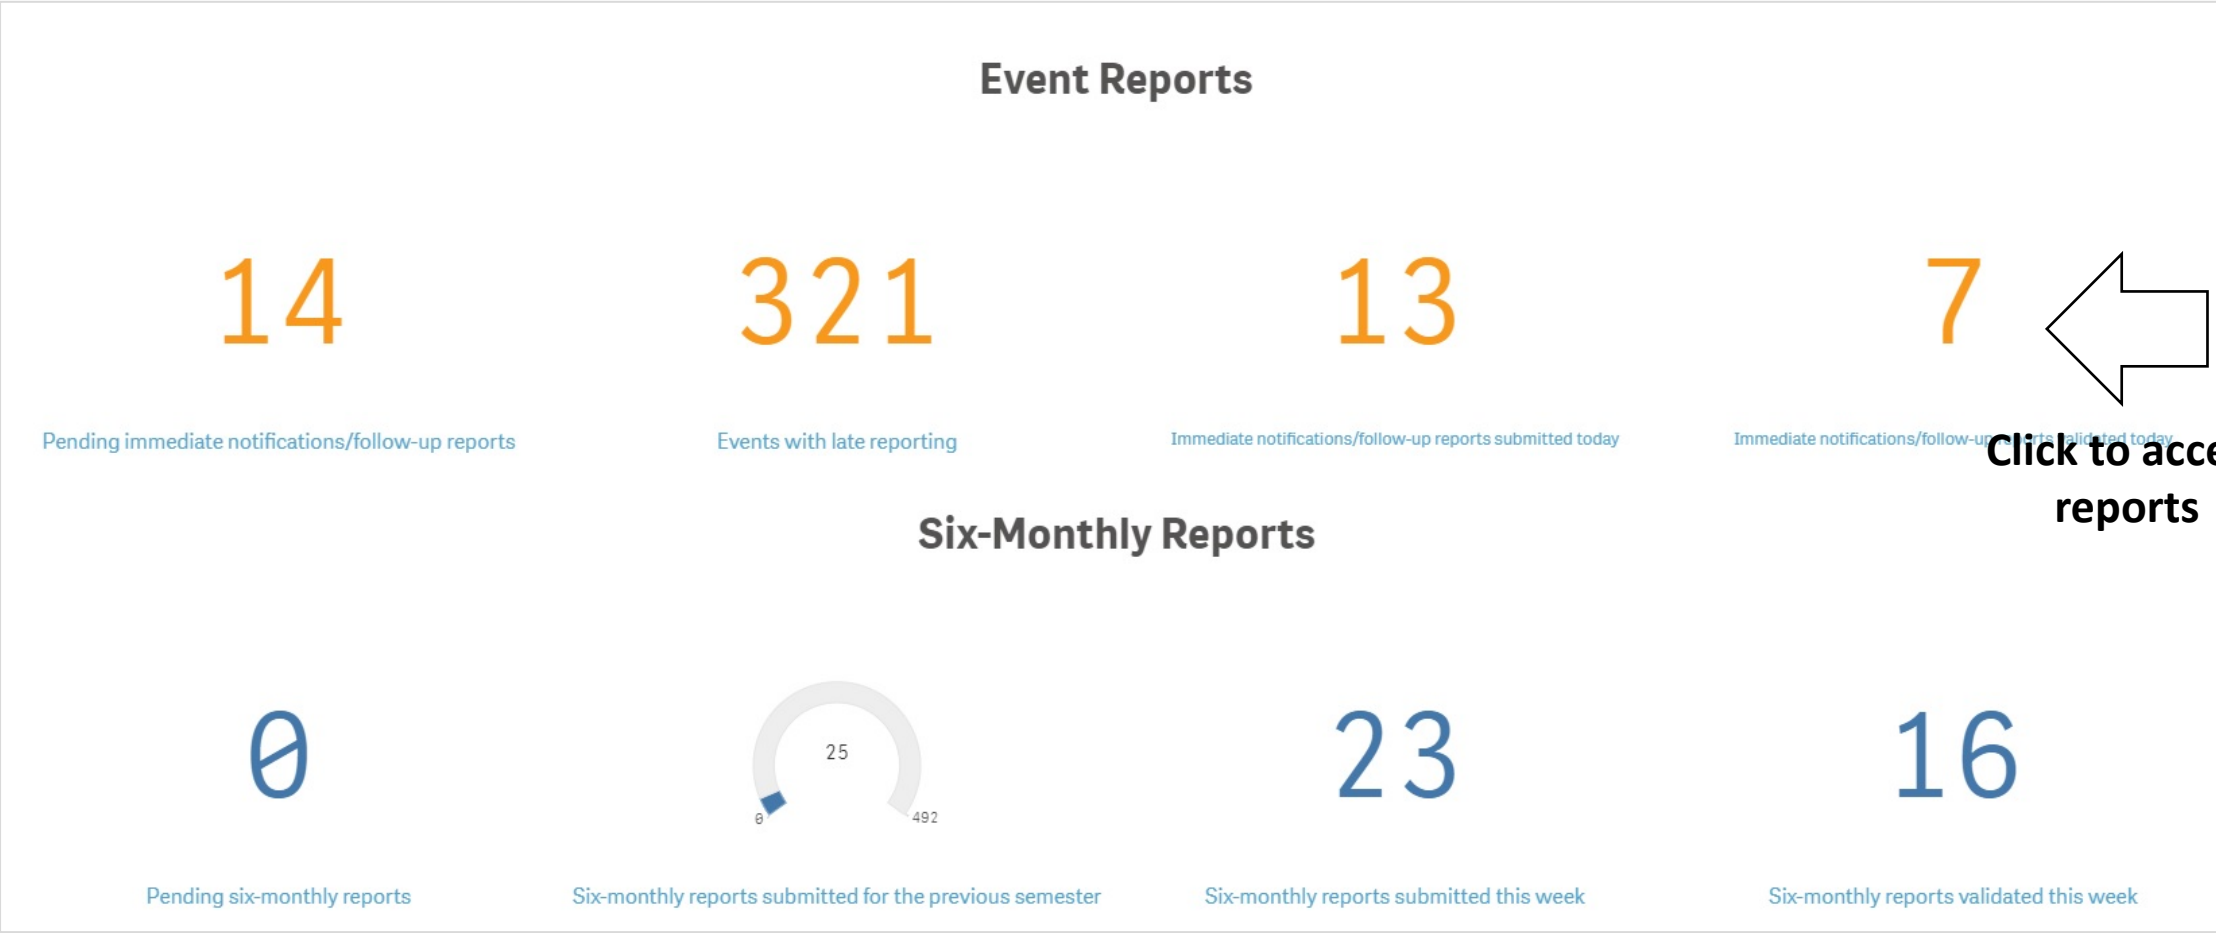 Event Reports
14
321
13
7
Pending immediate notifications/follow-up reports
Events with late reporting
Immediate notifications/follow-up reports submitted today
Immediate notifications/follow-up reports validated today
Click to acce
reports
Six-Monthly Reports
0
25
0
492
23
16
Pending six-monthly reports
Six-monthly reports submitted for the previous semester
Six-monthly reports submitted this week
Six-monthly reports validated this week